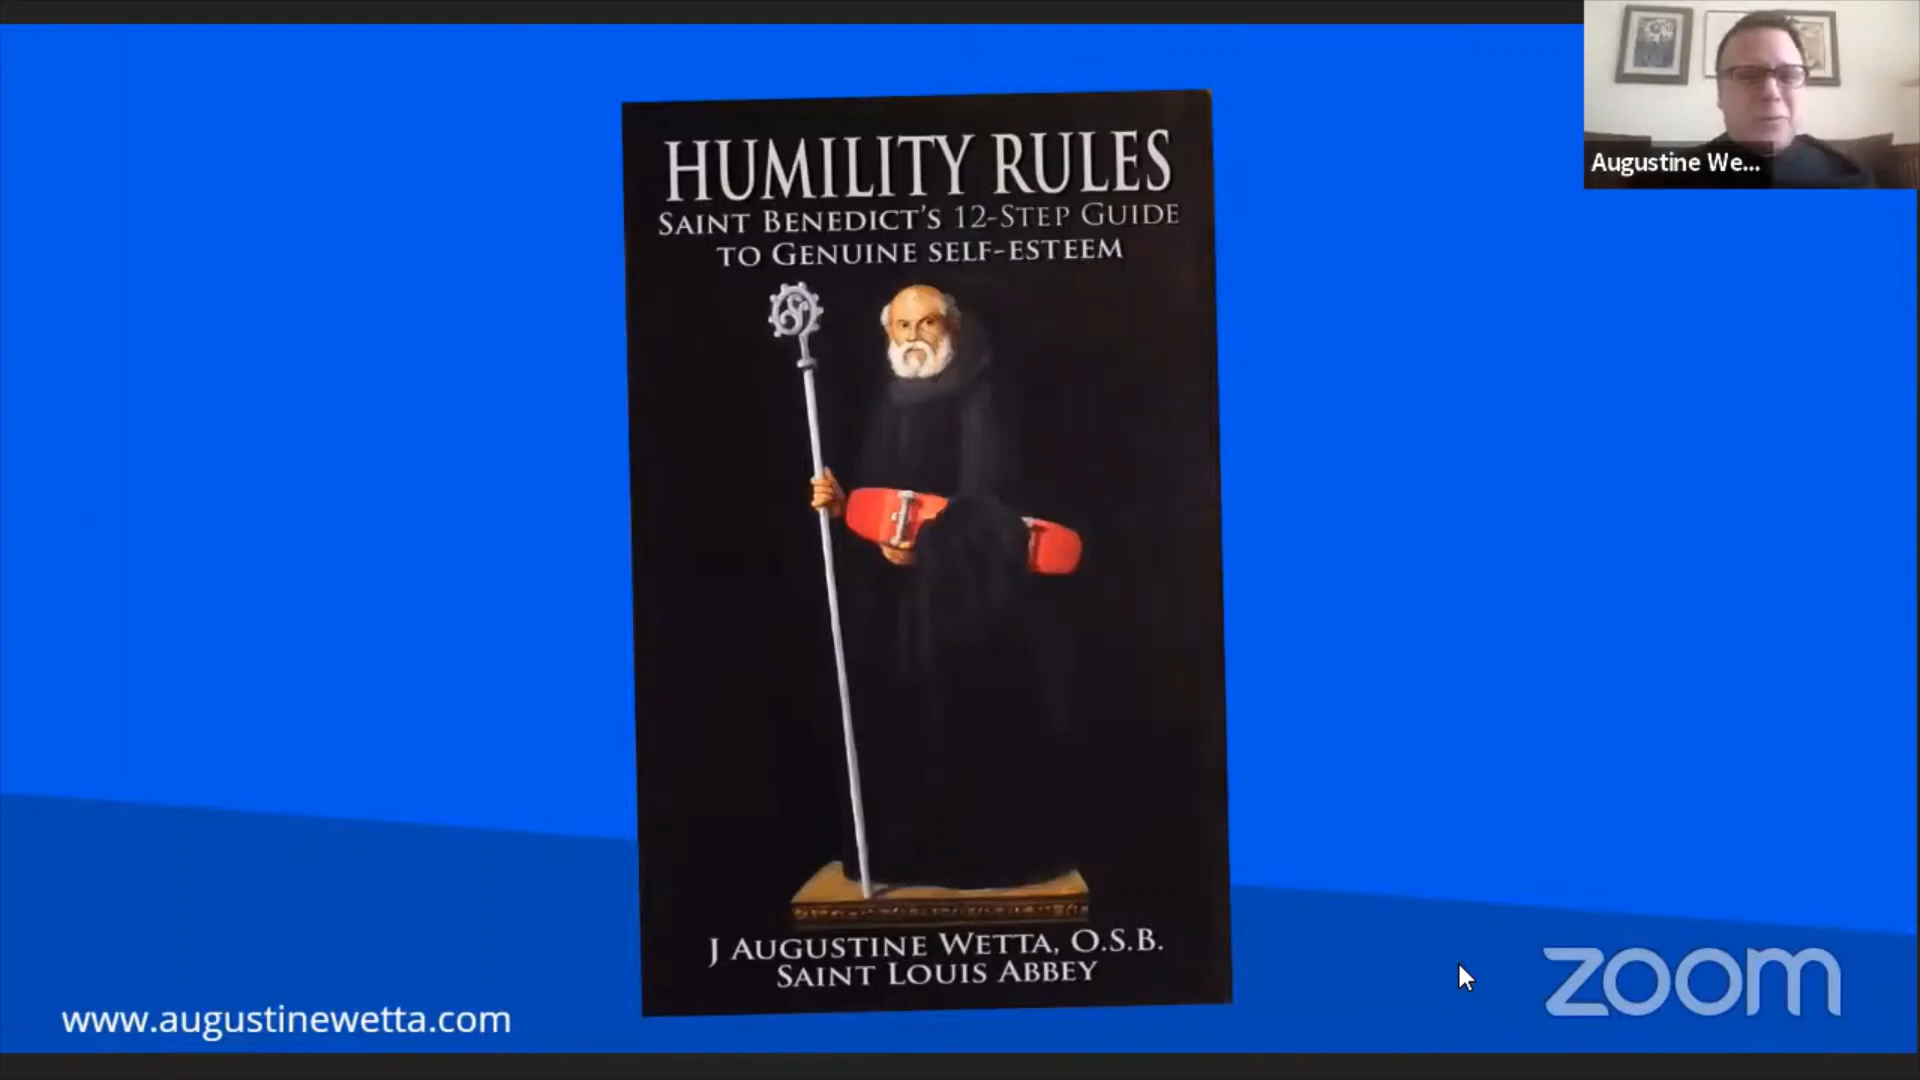 Augustine We...
HUMILITY RULES
SAINT BENEDICT'S 12-STEP GUIDE
TO GENUINE SELF-ESTEEM
J AUGUSTINE WETTA, O.S.B.
SAINT LOUIS ABBEY
www.augustinewetta.com
zoom